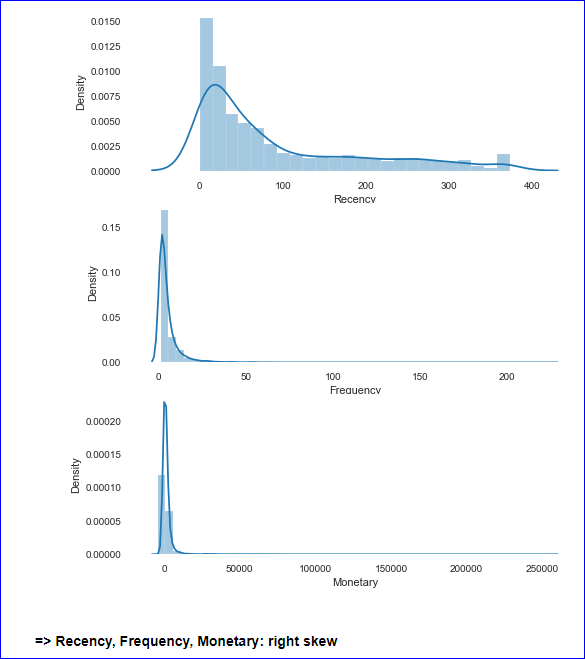 0.0150
0.0125
0.0100
0.0075
0.0050
0.0025
0.0000
Density
0 100 200 300 400
Recency
0.15
0.10
0.05
0.00
Density
0 50 100 150 200
Frequency
0.00020
0.00015
0.00010
0.00005
0.00000
Density
0 50000 100000 150000 200000 250000
Monetary
=> Recency, Frequency, Monetary: right skew